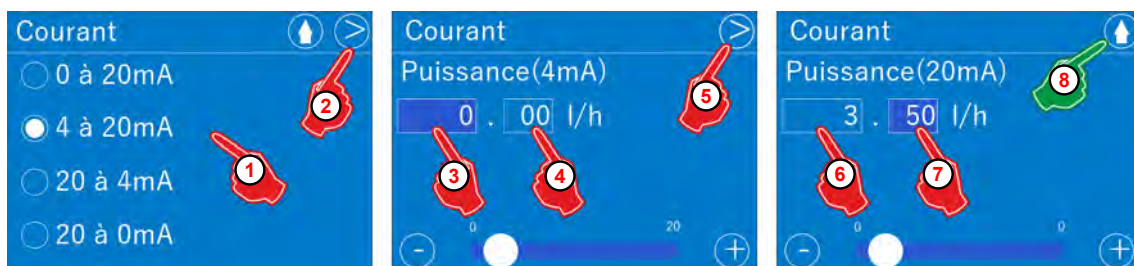 Courant
0 à 20mA
2
4 à 20mA
1
20 à 4mA
20 à 0mA
Courant
Puissance(4mA)
5
0 . 00 l/h
3
4
0 20
- +
Courant
Puissance(20mA)
8
3 . 50 l/h
6
7
0 0
- +